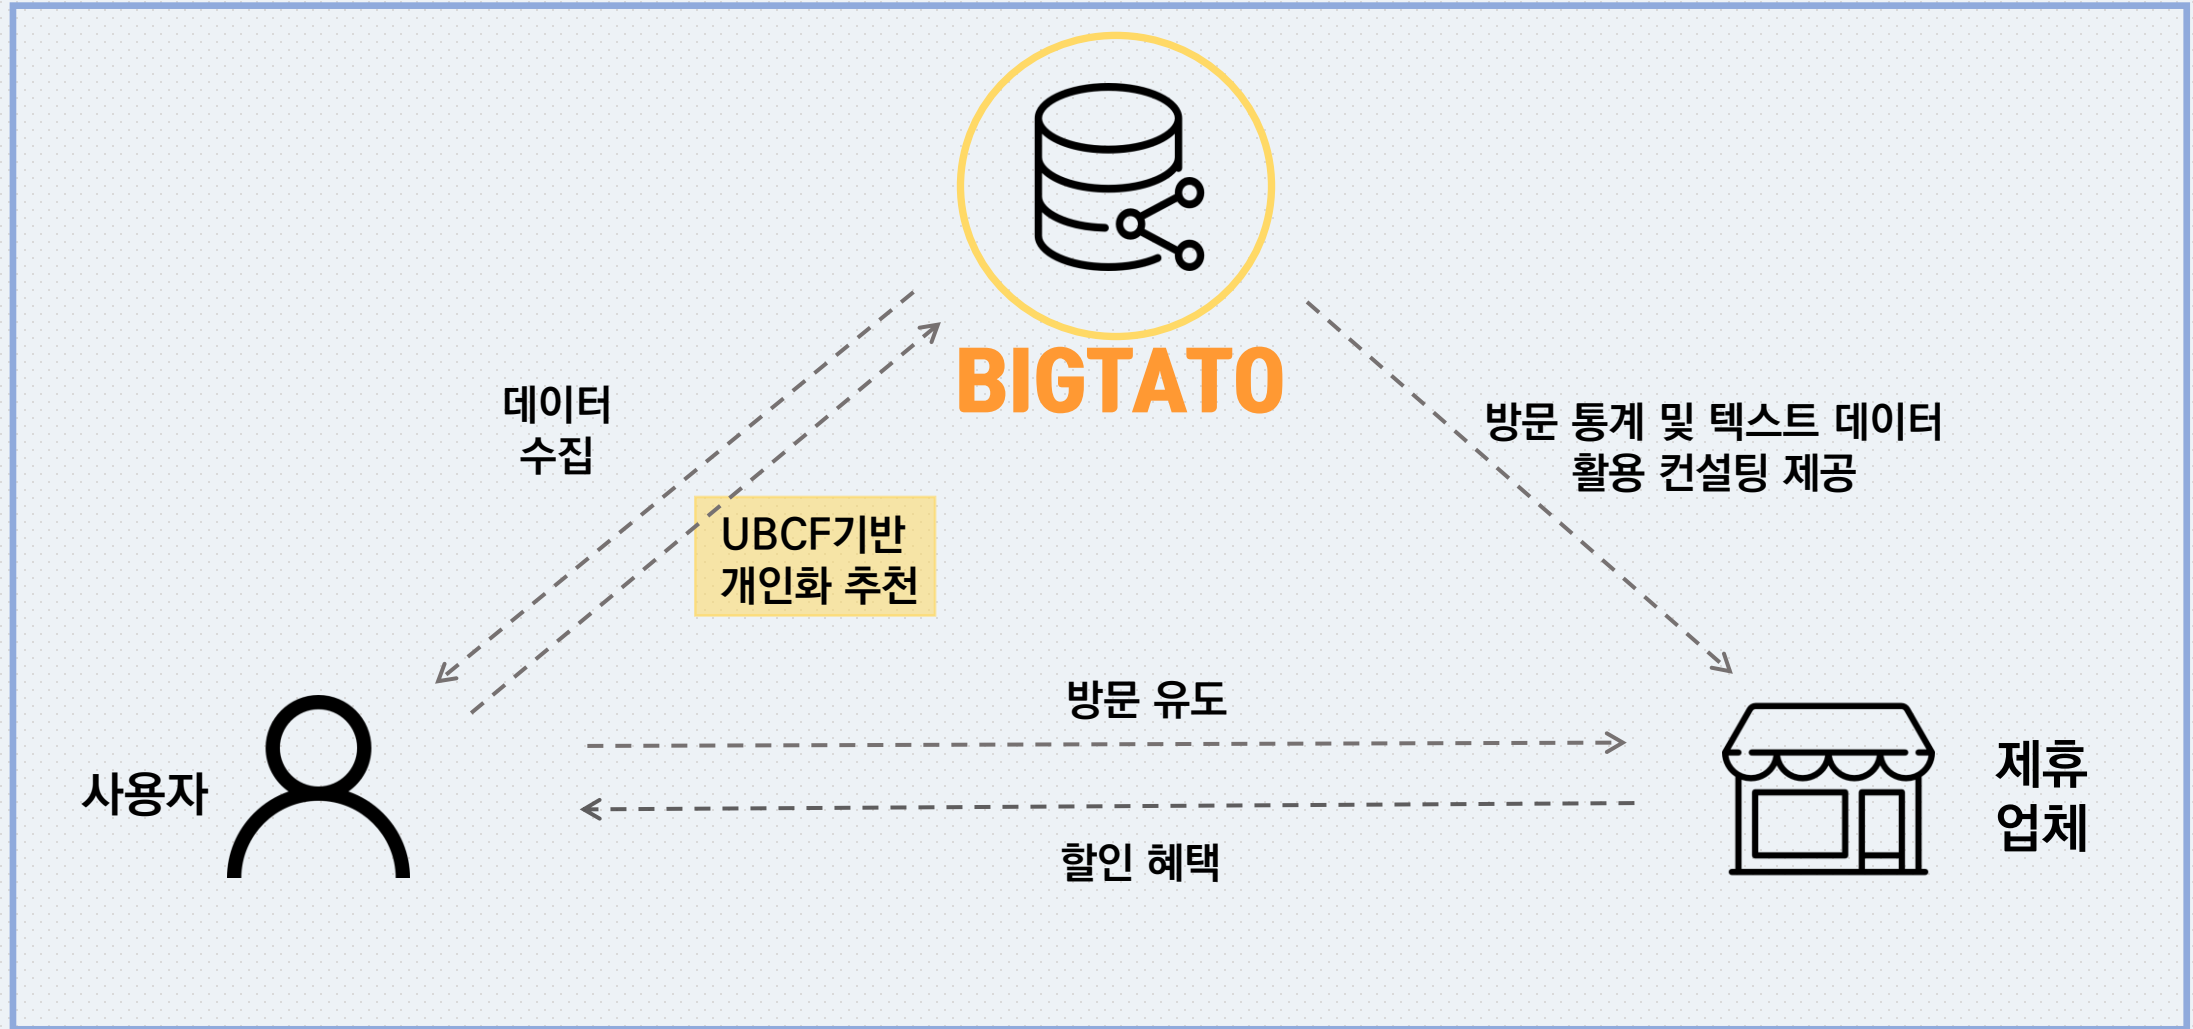 BIGTATO
데이터
수집
방문 통계 및 텍스트 데이터
활용 컨설팅 제공
UBCF기반
개인화 추천
방문 유도
사용자
제휴
업체
할인 혜택